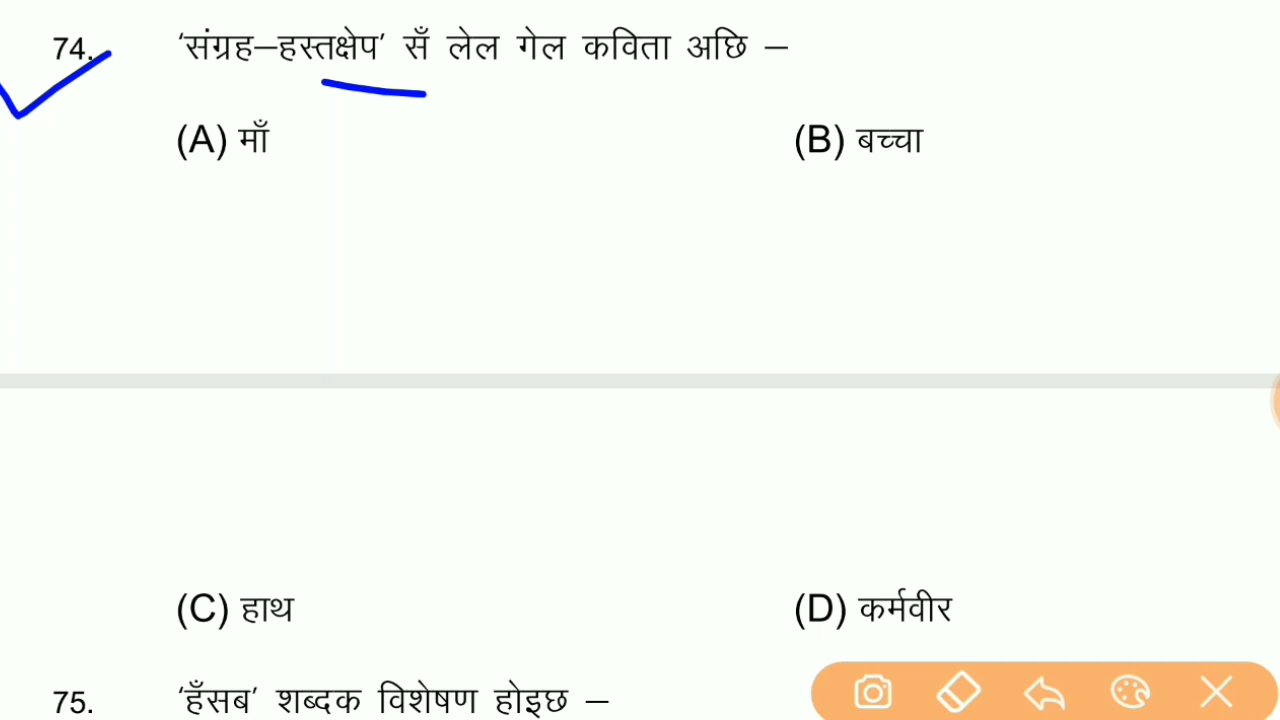 74. 'संग्रह–हस्तक्षेप' सँ लेल गेल कविता अछि –
(A) माँ (B) बच्चा
(C) हाथ (D) कर्मवीर
75. 'हँसब' शब्दक विशेषण होइछ –